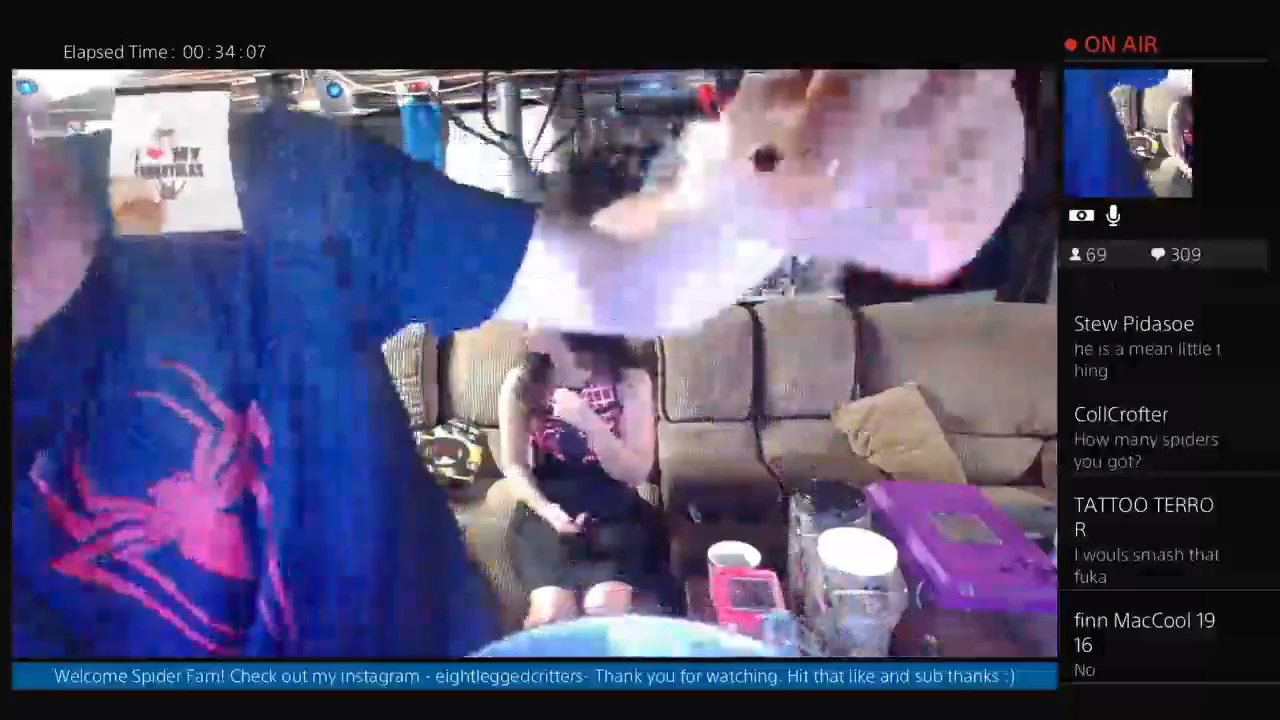 Elapsed Time: 00:34:07
ON AIR
I MY
69 309
Stew Pidasoe
he is a mean little t
hing
CollCrofter
How many spiders
you got?
TATTOO TERRO
R
I wouls smash that
fuka
finn MacCool 19
16
No
Welcome Spider Fam! Check out my instagram - eightleggedcritters- Thank you for watching. Hit that like and sub thanks :)